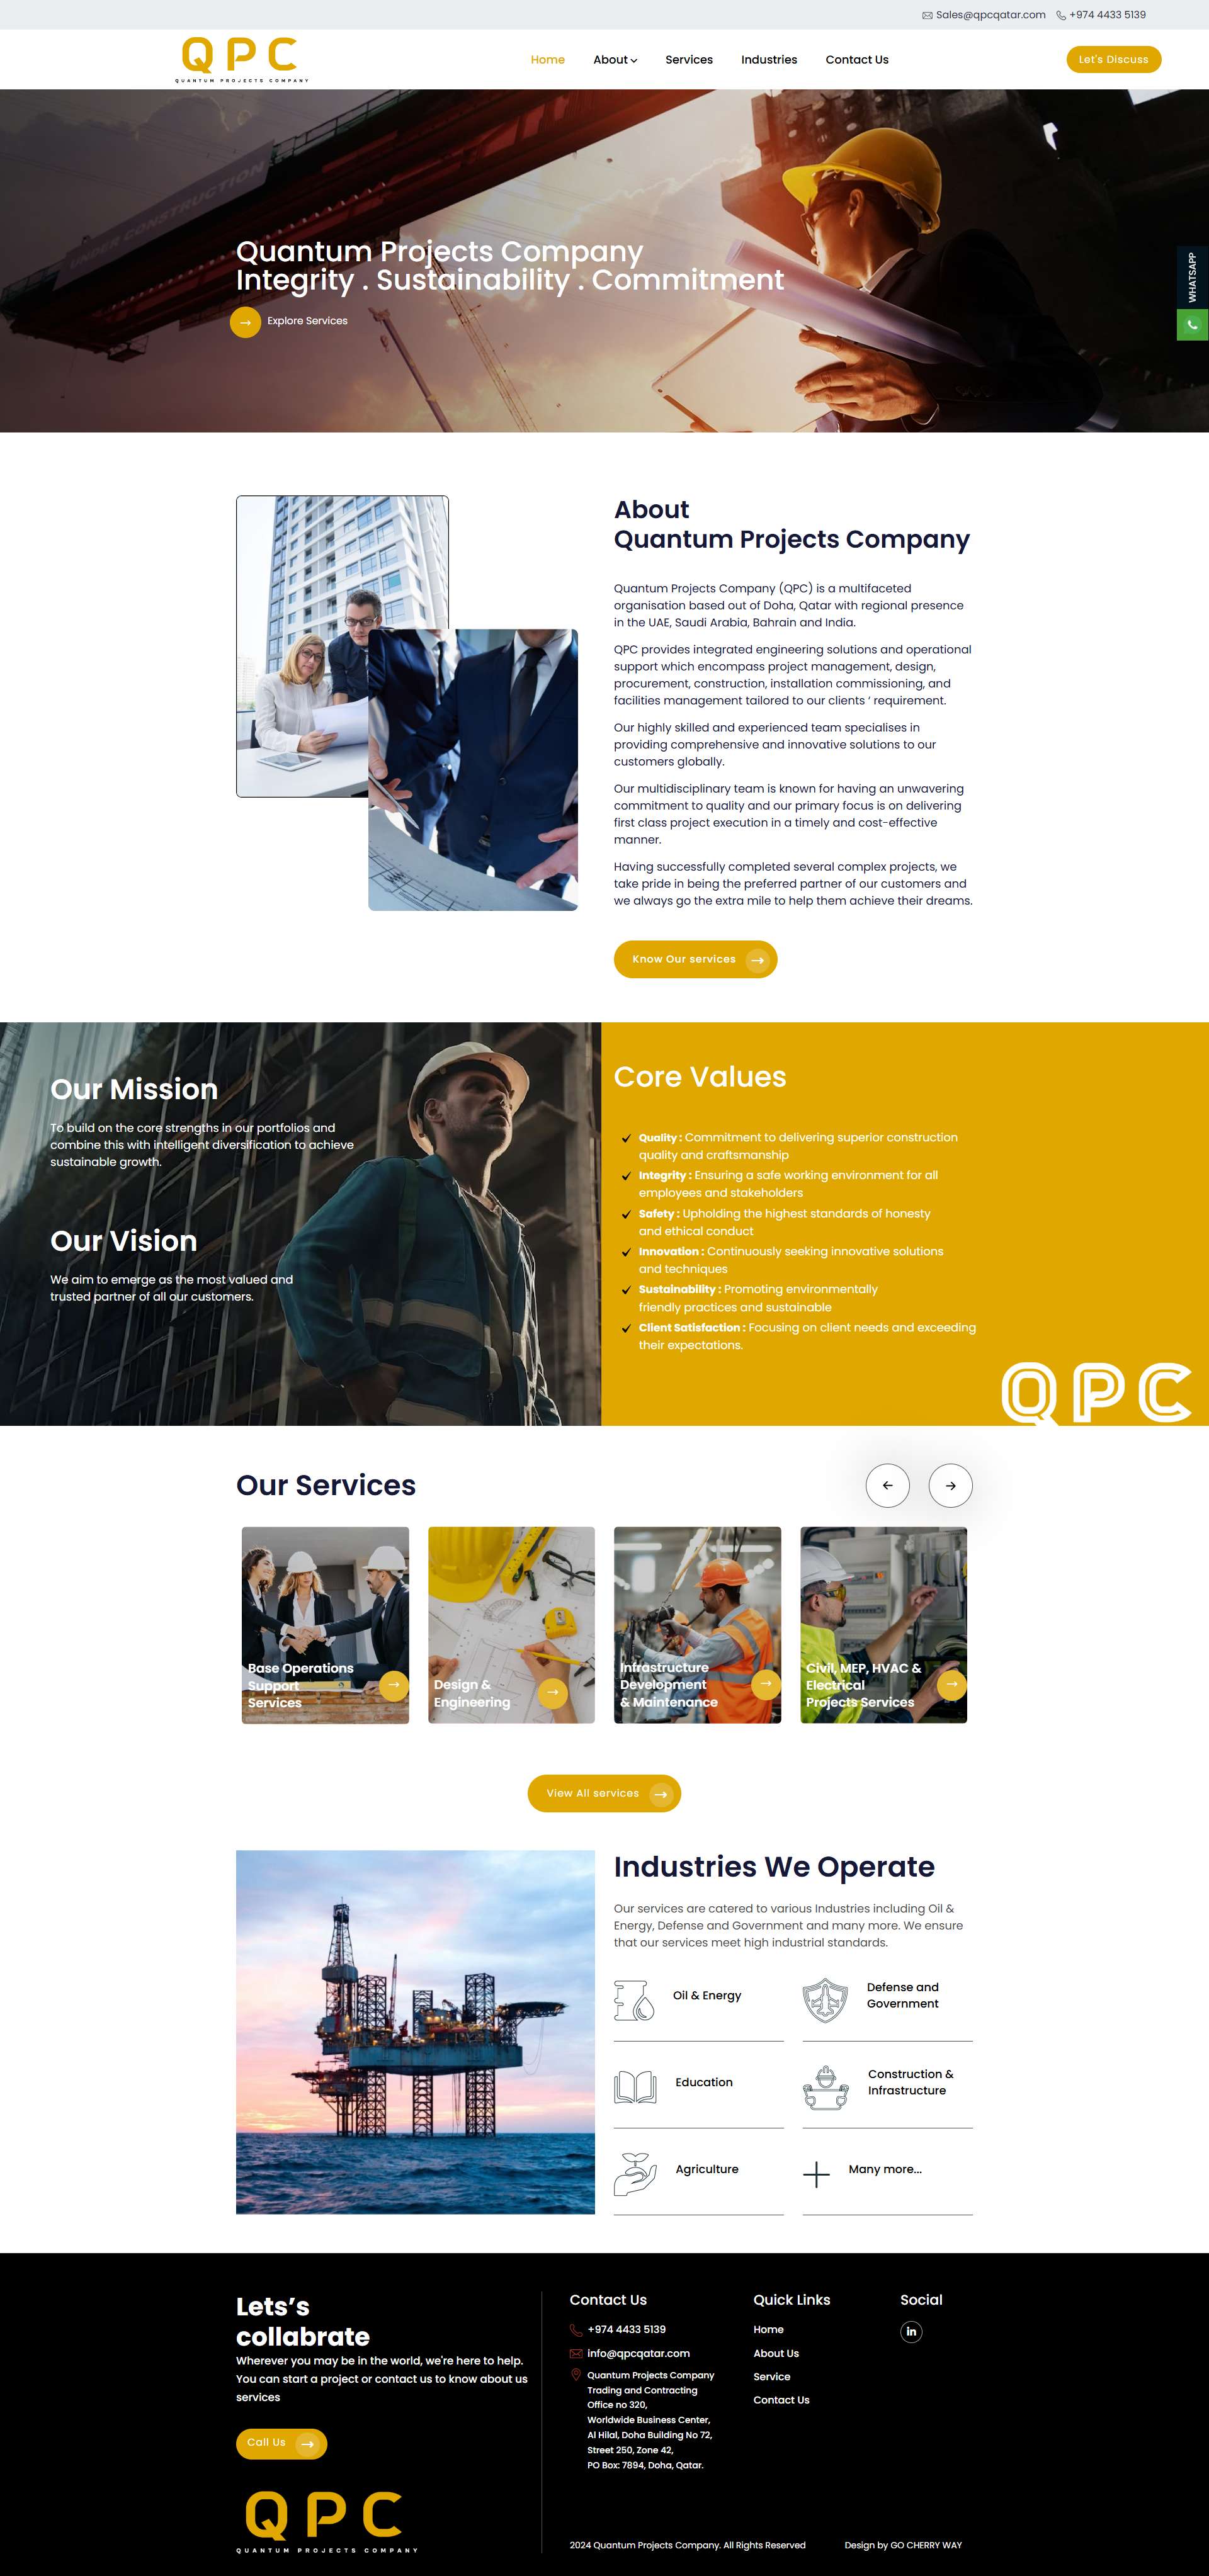 Sales@qpcqatar.com +974 4433 5139
QPC
QUANTUM PROJECTS COMPANY
Home About Services Industries Contact Us Let's Discuss
UNDER CONSTRUCTION
Quantum Projects Company
Integrity . Sustainability . Commitment
Explore Services
WHATSAPP
About
Quantum Projects Company
Quantum Projects Company (QPC) is a multifaceted
organisation based out of Doha, Qatar with regional presence
in the UAE, Saudi Arabia, Bahrain and India.
QPC provides integrated engineering solutions and operational
support which encompass project management, design,
procurement, construction, installation commissioning, and
facilities management tailored to our clients ' requirement.
Our highly skilled and experienced team specialises in
providing comprehensive and innovative solutions to our
customers globally.
Our multidisciplinary team is known for having an unwavering
commitment to quality and our primary focus is on delivering
first class project execution in a timely and cost-effective
manner.
Having successfully completed several complex projects, we
take pride in being the preferred partner of our customers and
we always go the extra mile to help them achieve their dreams.
Know Our services
Our Mission
To build on the core strengths in our portfolios and
combine this with intelligent diversification to achieve
sustainable growth.
Our Vision
We aim to emerge as the most valued and
trusted partner of all our customers.
Core Values
Quality : Commitment to delivering superior construction
quality and craftsmanship
Integrity : Ensuring a safe working environment for all
employees and stakeholders
Safety : Upholding the highest standards of honesty
and ethical conduct
Innovation : Continuously seeking innovative solutions
and techniques
Sustainability : Promoting environmentally
friendly practices and sustainable
Client Satisfaction : Focusing on client needs and exceeding
their expectations.
QPC
Our Services
Base Operations
Support
Services
Design &
Engineering
Infrastructure
Development
& Maintenance
Civil, MEP, HVAC &
Electrical
Projects Services
View All services
Industries We Operate
Our services are catered to various Industries including Oil &
Energy, Defense and Government and many more. We ensure
that our services meet high industrial standards.
Oil & Energy
Defense and
Government
Education
Construction &
Infrastructure
Agriculture
Many more...
Lets's
collabrate
Wherever you may be in the world, we're here to help.
You can start a project or contact us to know about us
services
Call Us
QPC
QUANTUM PROJECTS COMPANY
Contact Us
+974 4433 5139
info@qpcqatar.com
Quantum Projects Company
Trading and Contracting
Office no 320,
Worldwide Business Center,
Al Hilal, Doha Building No 72,
Street 250, Zone 42,
PO Box: 7894, Doha, Qatar.
Quick Links
Home
About Us
Service
Contact Us
Social
in
2024 Quantum Projects Company. All Rights Reserved Design by GO CHERRY WAY